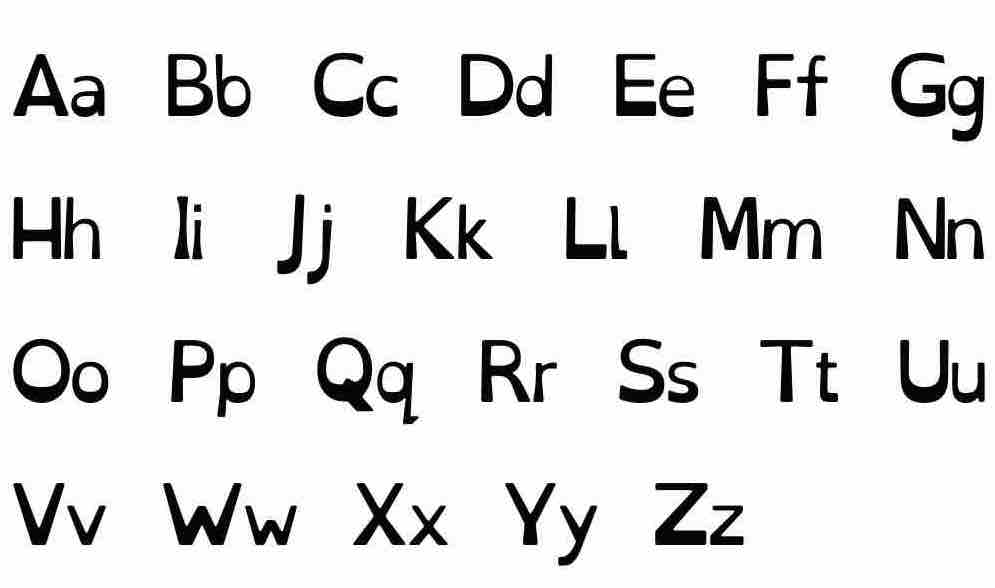 Aa Bb Cc Dd Ee Ff Gg
Hh Ii Jj Kk Ll Mm Nn
Oo Pp Qq Rr Ss Tt Uu
Vv Ww Xx Yy Zz